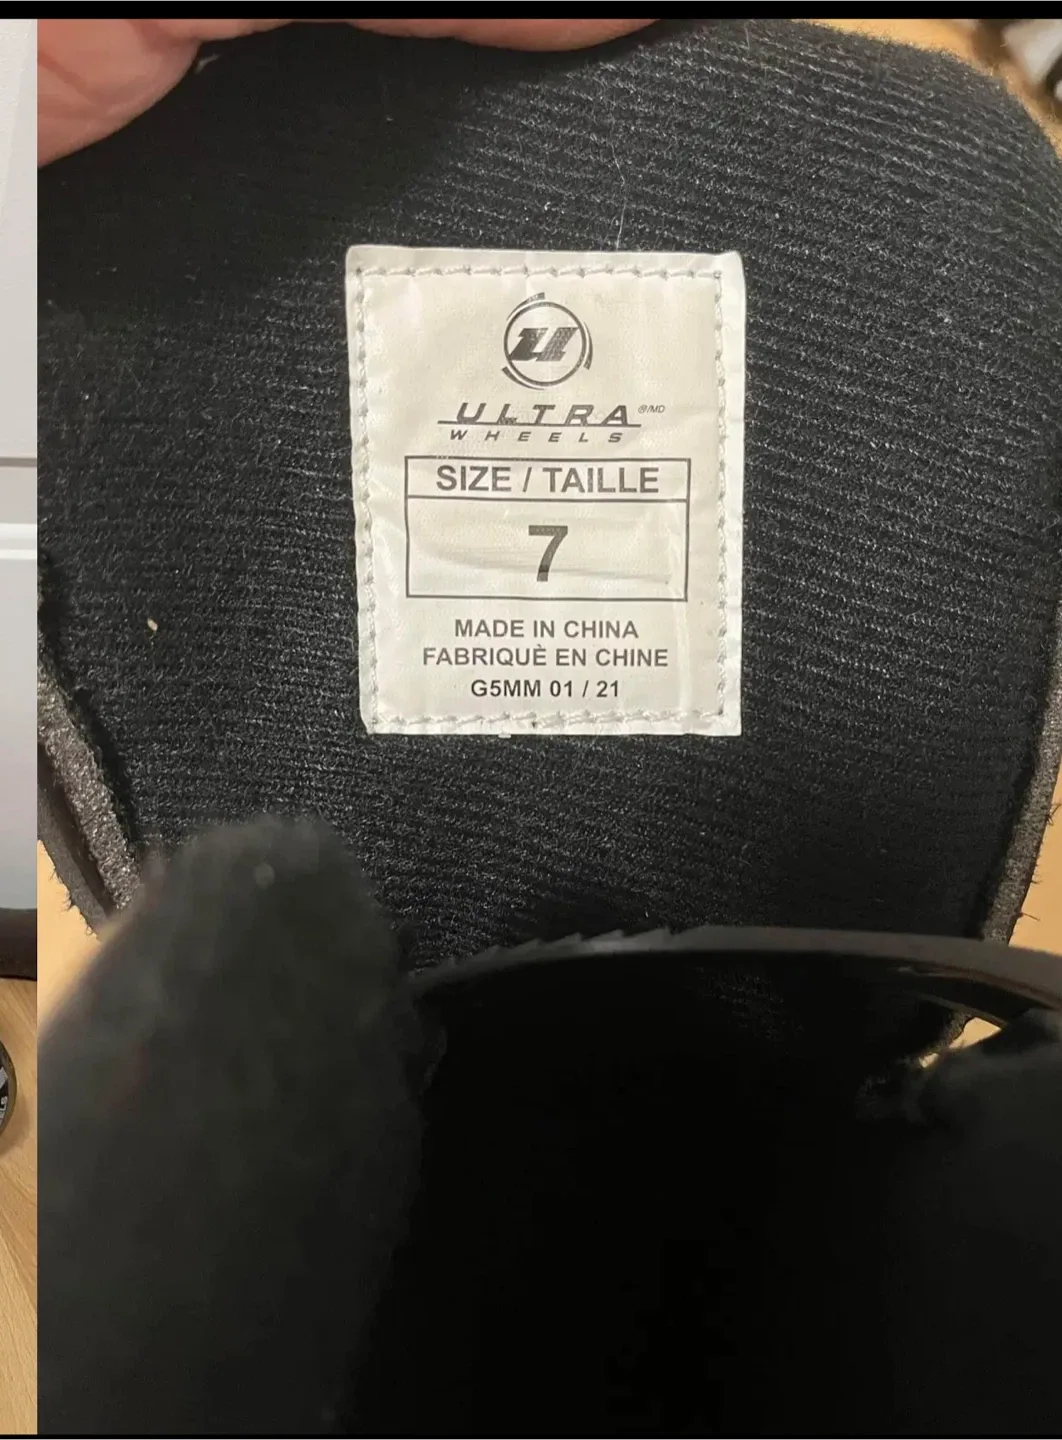 U
ULTRA ®/MD
WHEELS
SIZE / TAILLE
7
MADE IN CHINA
FABRIQUÈ EN CHINE
G5MM 01 / 21